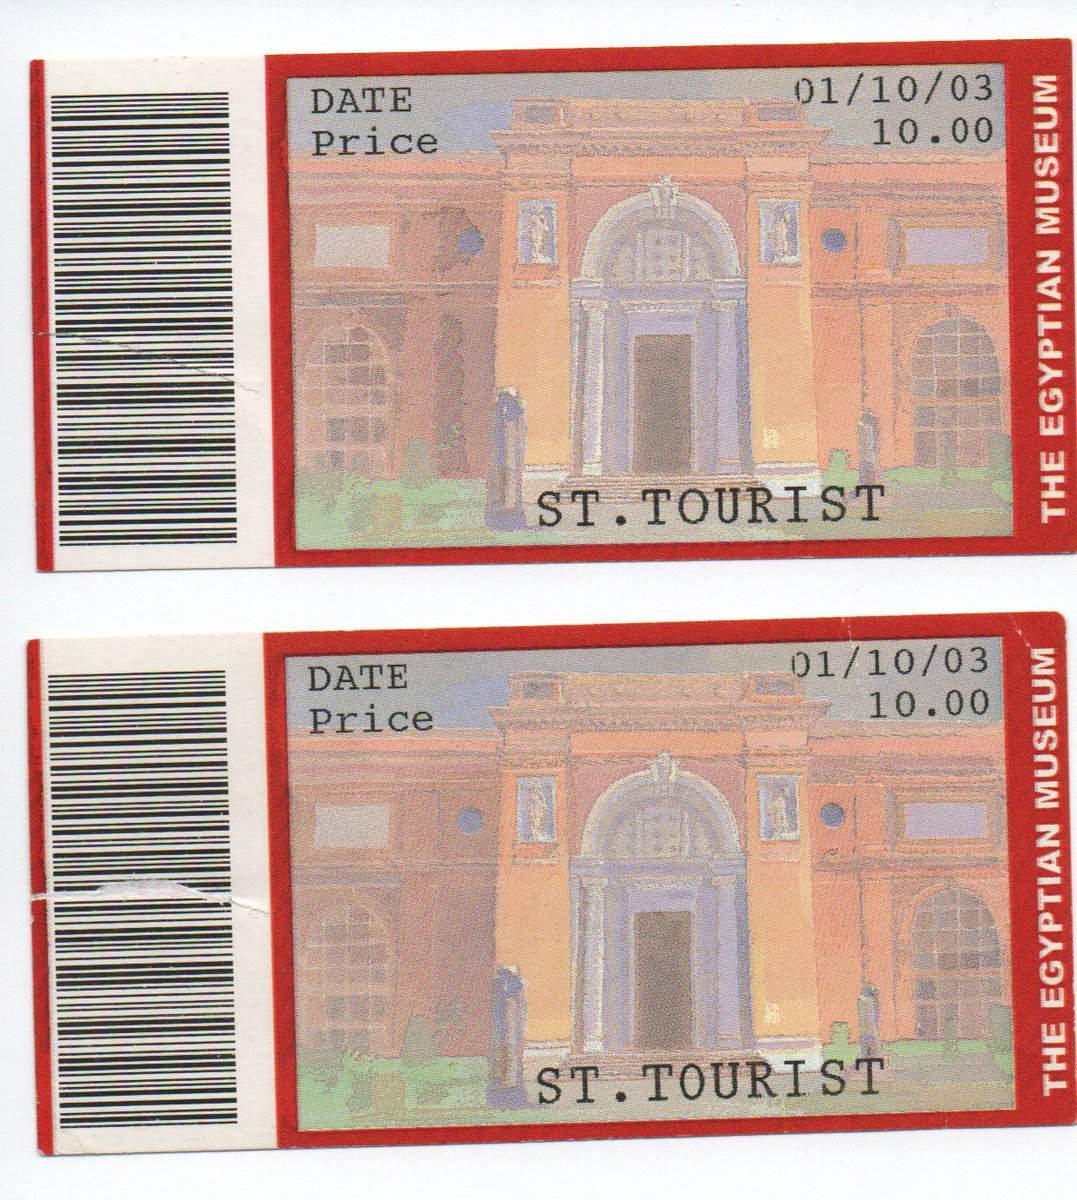 DATE 01/10/03
Price 10.00
ST.TOURIST
THE EGYPTIAN MUSEUM
DATE 01/10/03
Price 10.00
ST.TOURIST
THE EGYPTIAN MUSEUM